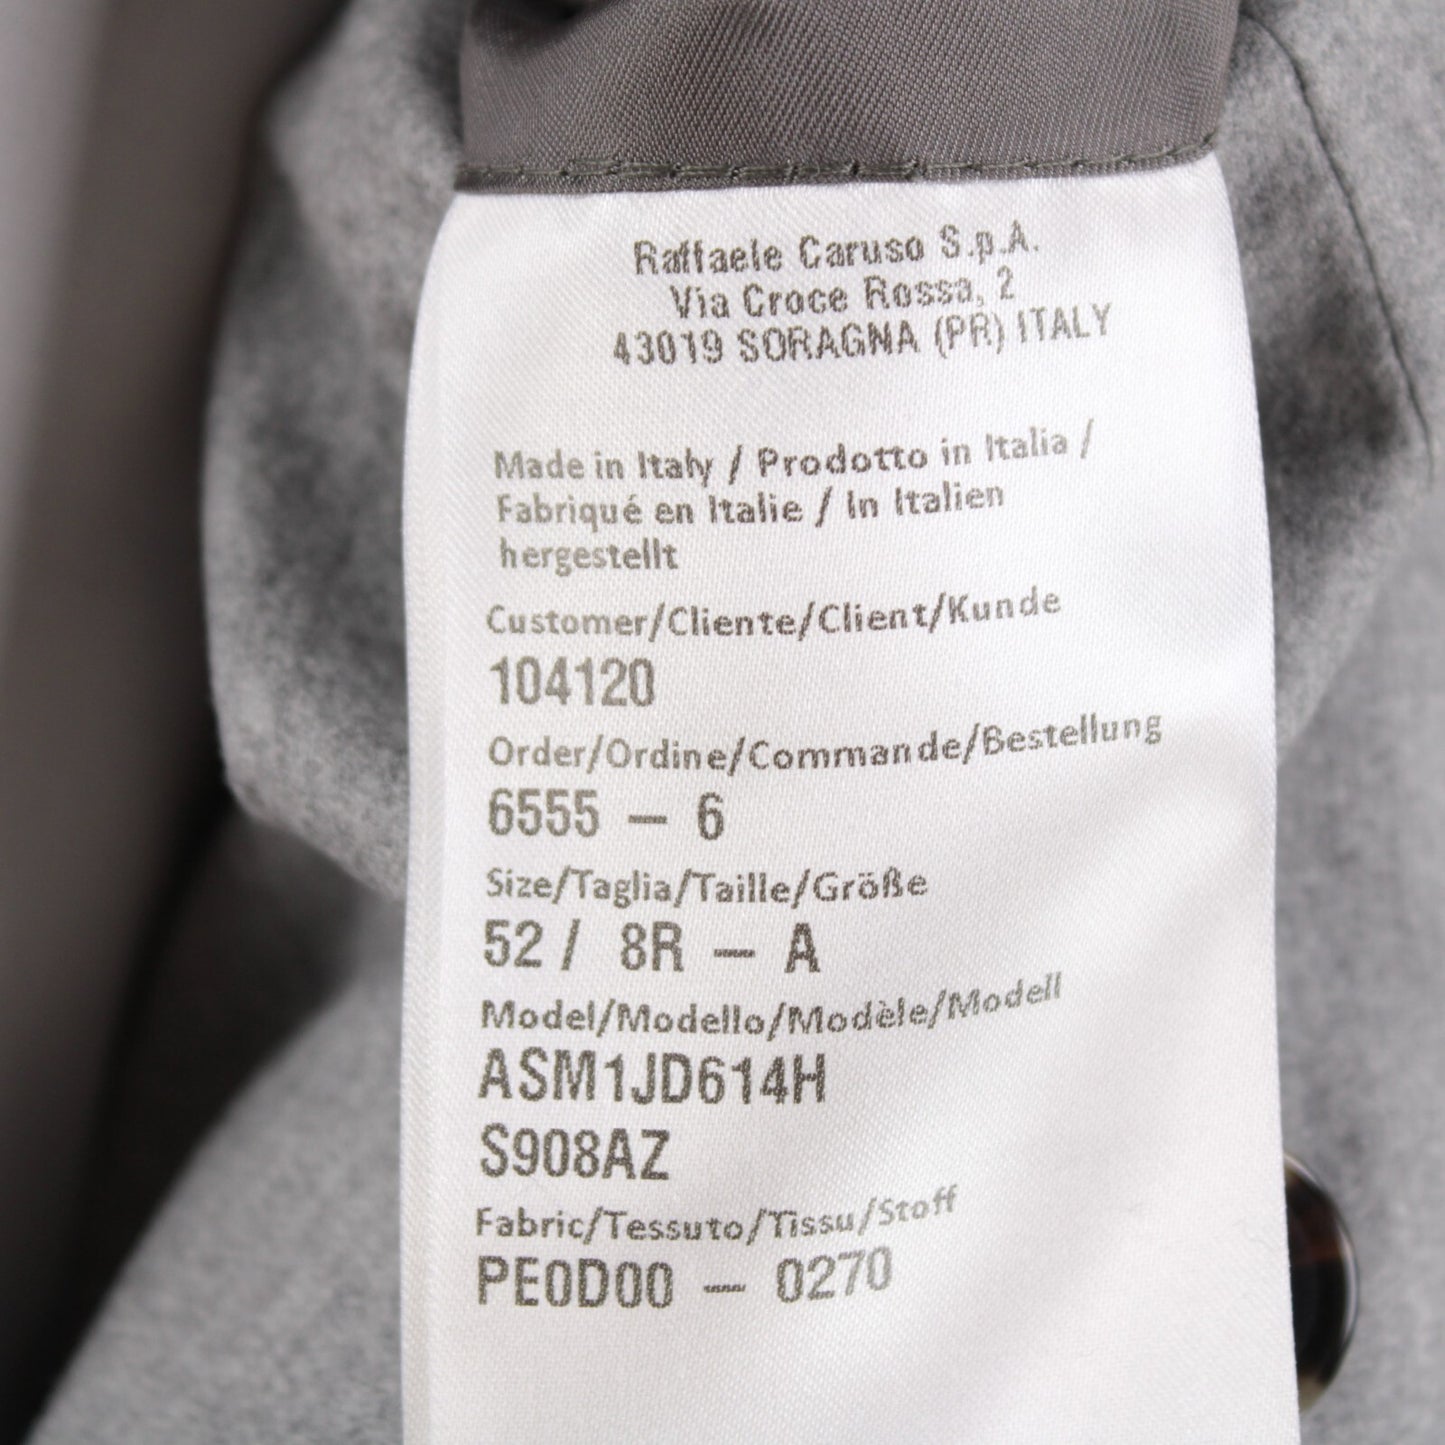 Raffaele Caruso S.p.A.
Via Croce Rossa, 2
43019 SORAGNA (PR) ITALY
Made in Italy / Prodotto in Italia /
Fabriqué en Italie / In Italien
hergestellt
Customer/Cliente/Client/Kunde
104120
Order/Ordine/Commande/Bestellung
6555 – 6
Size/Taglia/Taille/Größe
52 / 8R – A
Model/Modello/Modèle/Modell
ASM1JD614H
S908AZ
Fabric/Tessuto/Tissu/Stoff
PE0D00 – 0270